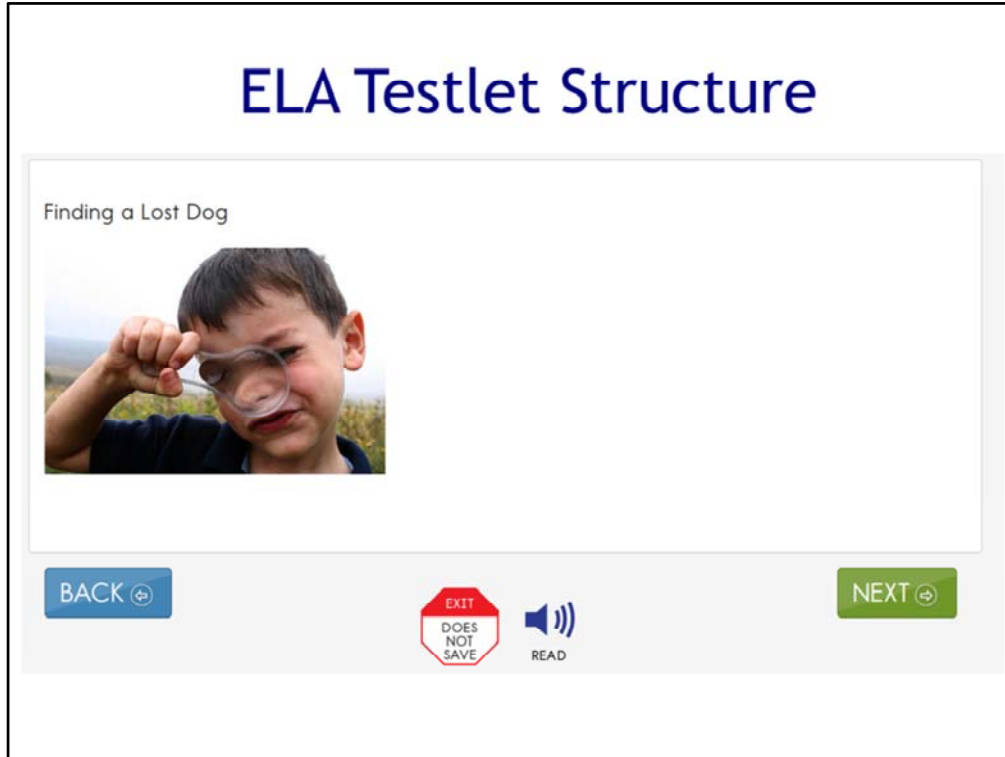 ELA Testlet Structure
Finding a Lost Dog
BACK
EXIT
DOES
NOT
SAVE
READ
NEXT